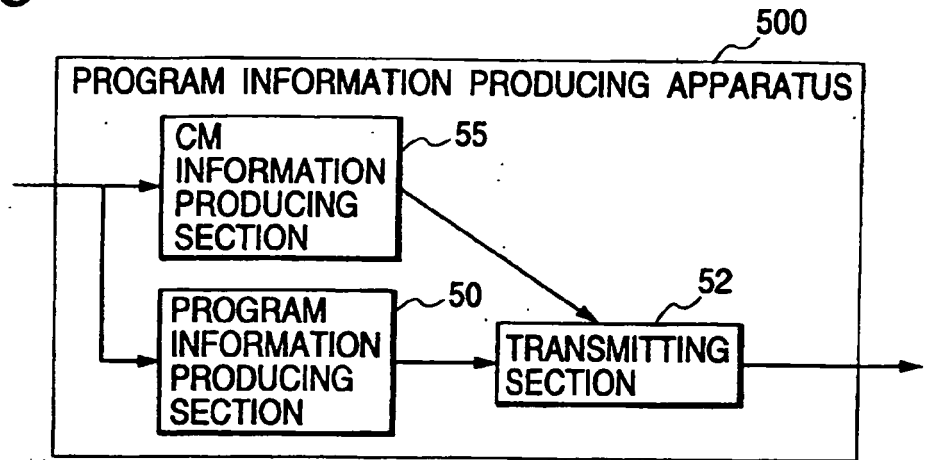 500
PROGRAM INFORMATION PRODUCING APPARATUS
CM
INFORMATION
PRODUCING
SECTION
55
PROGRAM
INFORMATION
PRODUCING
SECTION
50
TRANSMITTING
SECTION
52